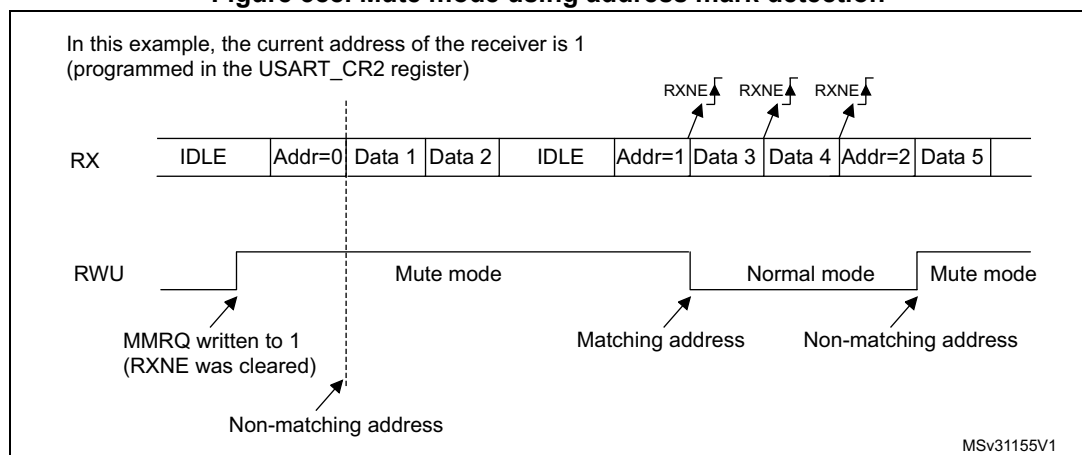 Figure Mute mode using address mark detection
In this example, the current address of the receiver is 1
(programmed in the USART_CR2 register)
RXNE RXNE RXNE
RX IDLE Addr=0 Data 1 Data 2 IDLE Addr=1 Data 3 Data 4 Addr=2 Data 5
RWU Mute mode Normal mode Mute mode
MMRQ written to 1
(RXNE was cleared)
Matching address Non-matching address
Non-matching address
MSv31155V1